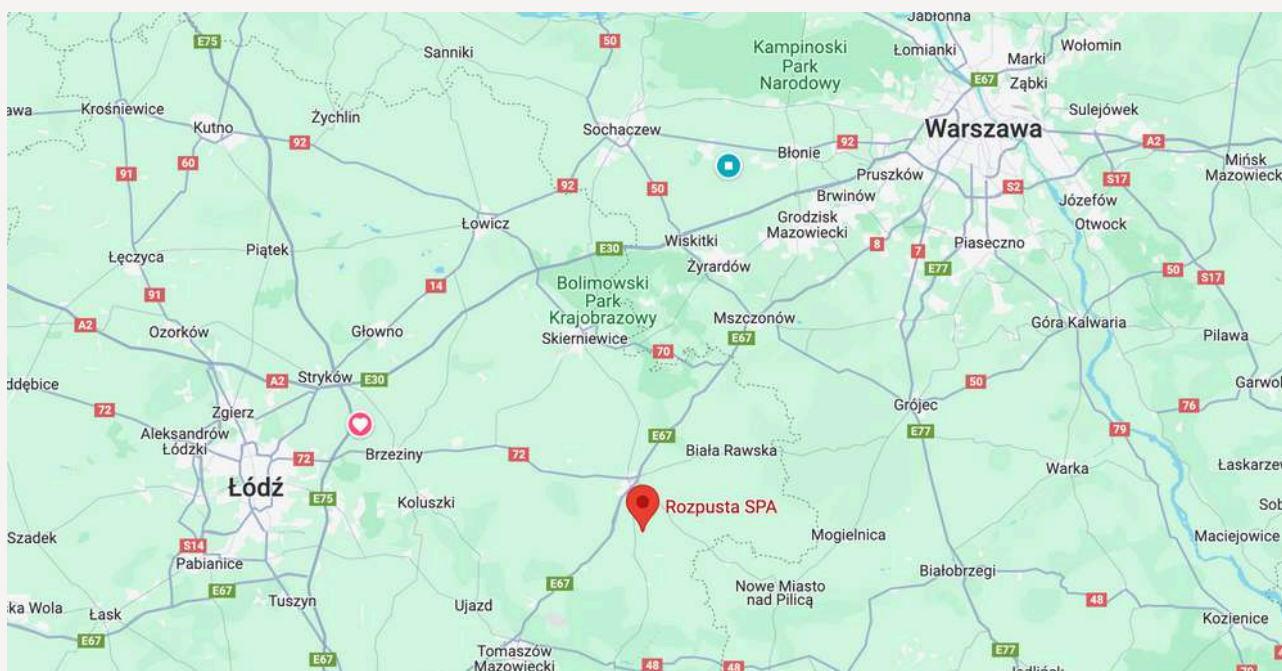 Jabłonna
E75
50
Sanniki
Kampinoski
Park
Narodowy
Łomianki
Wołomin
Marki
E67
Ząbki
awa
Krośniewice
Żychlin
Kutno
92
Sochaczew
92
Błonie
Warszawa
Sulejówek
A2
Mińsk
Mazowiecki
60
91
92
50
Pruszków
S2
S17
Brwinów
Józefów
Łowicz
Grodzisk
Mazowiecki
Otwock
Wiskitki
8
7
Piaseczno
Piątek
E30
Łęczyca
Żyrardów
E77
50
S17
Bolimowski
Park
Krajobrazowy
91
14
Mszczonów
Góra Kalwaria
A2
Ozorków
Głowno
Skierniewice
E67
Pilawa
70
ddębice
Stryków
A2
E30
50
Garwol
72
Zgierz
Grójec
76
Aleksandrów
Łódzki
E67
E77
79
72
Brzeziny
72
Biała Rawska
Łaskarzew
Warka
Łódź
E75
Koluszki
Rozpusta SPA
Sob
Szadek
Mogielnica
Maciejowice
S14
Pabianice
Białobrzegi
E67
Nowe Miasto
nad Pilicą
E67
48
ska Wola
Łask
Tuszyn
Ujazd
Kozienice
E67
Tomaszów
Mazowiecki
E77
E67
48
48